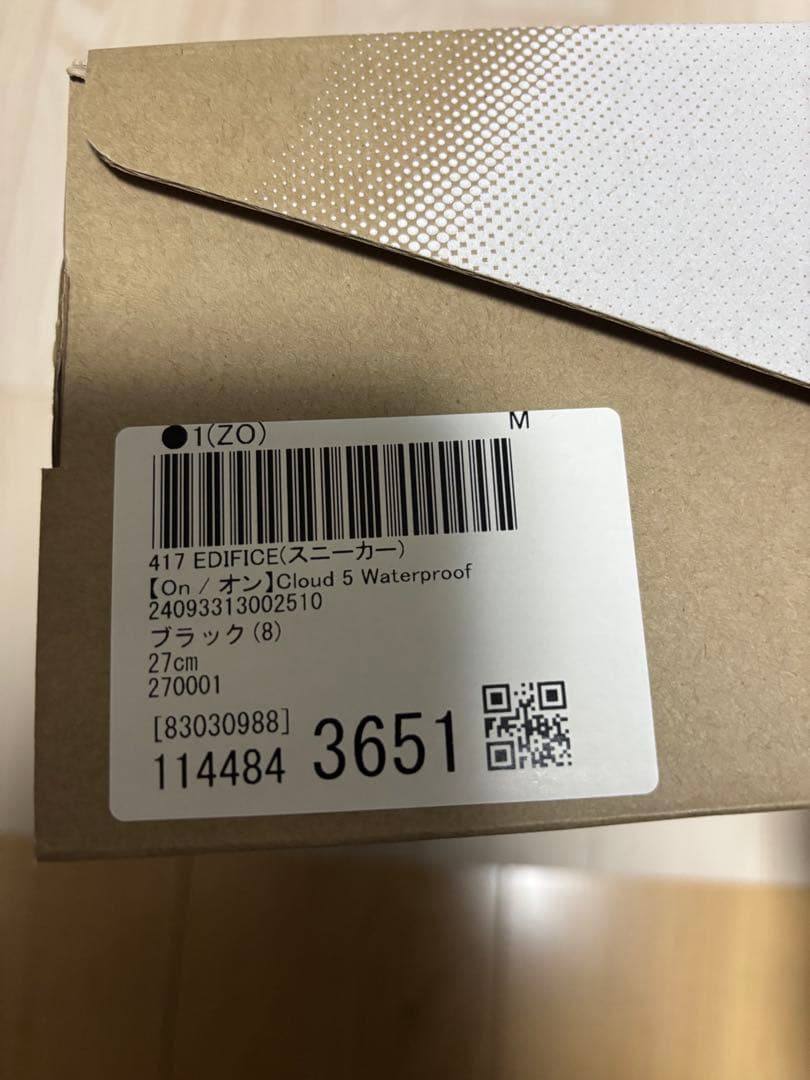 ●1(ZO) M
417 EDIFICE(スニーカー)
【On / オン】Cloud 5 Waterproof
24093313002510
ブラック(8)
27cm
270001
[83030988]
114484 3651